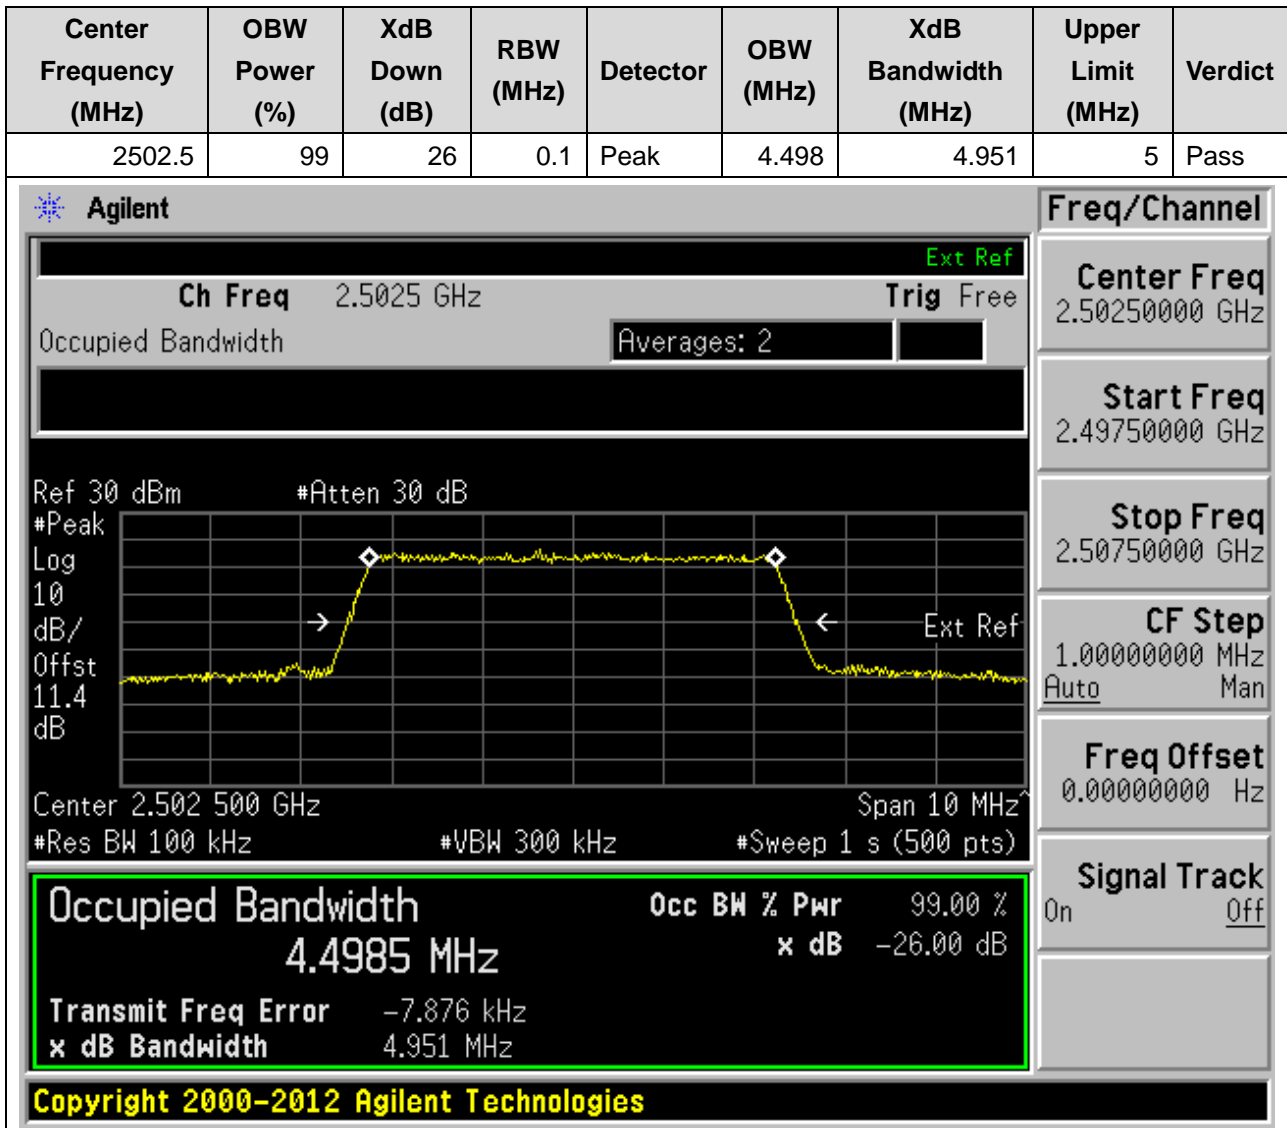 Center Frequency (MHz) OBW Power (%) XdB Down (dB) RBW (MHz) Detector OBW (MHz) XdB Bandwidth (MHz) Upper Limit (MHz) Verdict
2502.5 99 26 0.1 Peak 4.498 4.951 5 Pass
Agilent
Freq/Channel
Ext Ref
Ch Freq 2.5025 GHz Trig Free
Occupied Bandwidth Averages: 2
Ref 30 dBm #Atten 30 dB
#Peak
Log
10
dB/
Offst
11.4
dB
Ext Ref
Center 2.502 500 GHz Span 10 MHz^
#Res BW 100 kHz #VBW 300 kHz #Sweep 1 s (500 pts)
Occupied Bandwidth
4.4985 MHz
Occ BW % Pwr 99.00 %
x dB -26.00 dB
Transmit Freq Error -7.876 kHz
x dB Bandwidth 4.951 MHz
Center Freq
2.50250000 GHz
Start Freq
2.49750000 GHz
Stop Freq
2.50750000 GHz
CF Step
1.00000000 MHz
Auto Man
Freq Offset
0.00000000 Hz
Signal Track
On Off
Copyright 2000-2012 Agilent Technologies